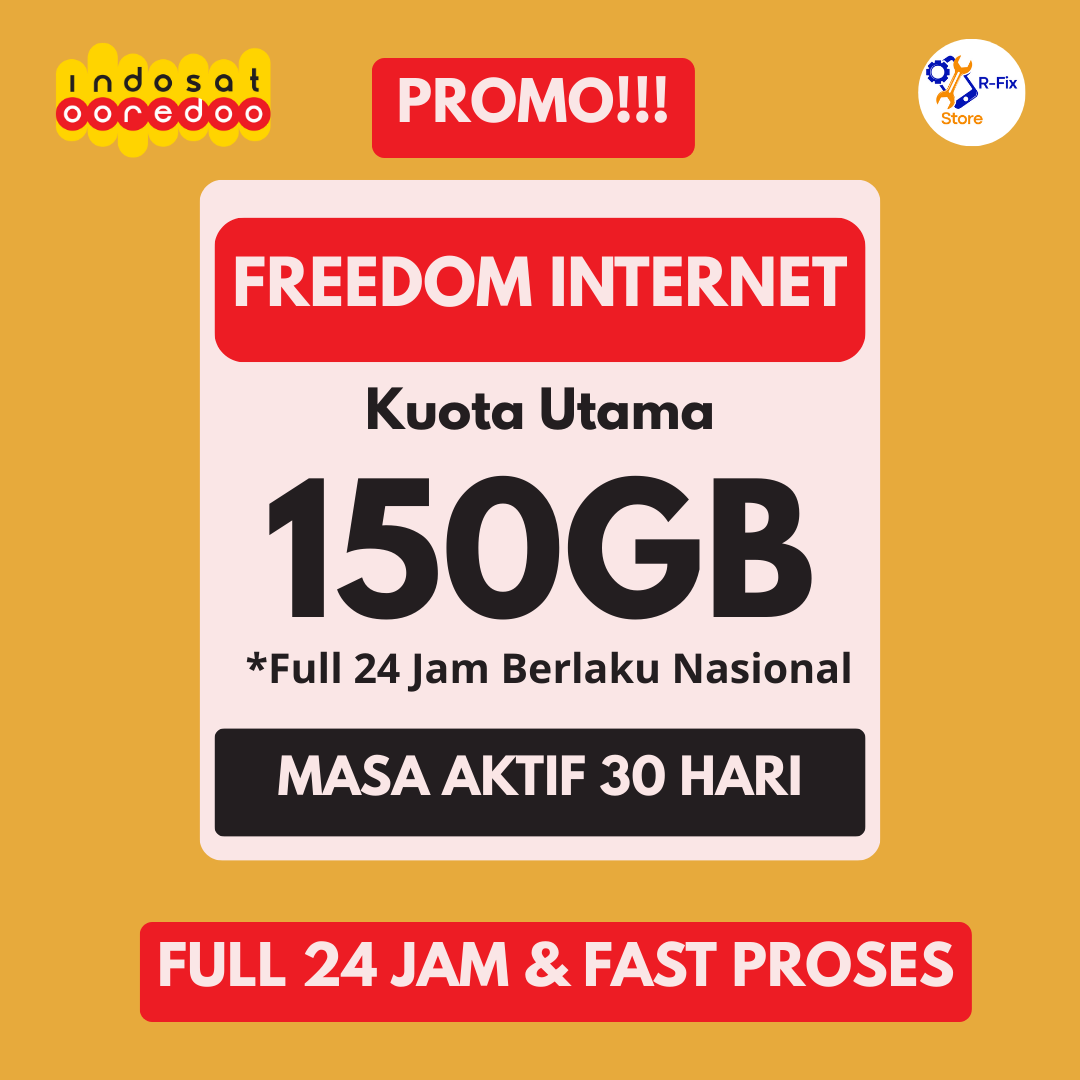 indosat
ooredoo
PROMO!!!
R-Fix
Store
FREEDOM INTERNET
Kuota Utama
150GB
*Full 24 Jam Berlaku Nasional
MASA AKTIF 30 HARI
FULL 24 JAM & FAST PROSES